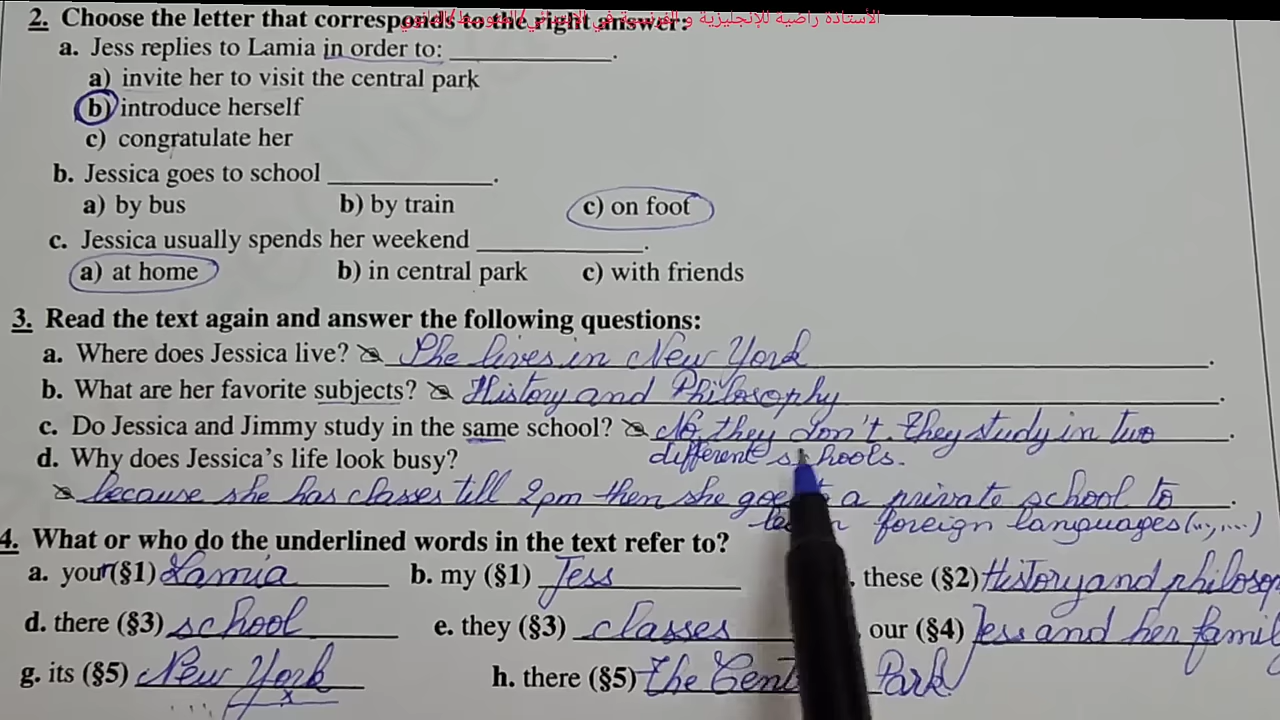 الأستاذة راضية للإنجليزية و الفرنسية في الابتدائي/المتوسط/الثانوي
2. Choose the letter that corresponds to the right answer:
a. Jess replies to Lamia in order to: ____________.
a) invite her to visit the central park
b) introduce herself
c) congratulate her
b. Jessica goes to school ____________.
a) by bus b) by train c) on foot
c. Jessica usually spends her weekend ____________.
a) at home b) in central park c) with friends
3. Read the text again and answer the following questions:
a. Where does Jessica live? She lives in New York.
b. What are her favorite subjects? History and Philosophy.
c. Do Jessica and Jimmy study in the same school? No, they don't. They study in two
different schools.
d. Why does Jessica's life look busy?
because she has classes till 2pm then she goes a private school to
foreign languages (..,....)
4. What or who do the underlined words in the text refer to?
a. your (§1) Lamia b. my (§1) Jess these (§2) History and philosop
d. there (§3) school e. they (§3) classes our (§4) Jess and her famil
g. its (§5) New York h. there (§5) The Cent Park